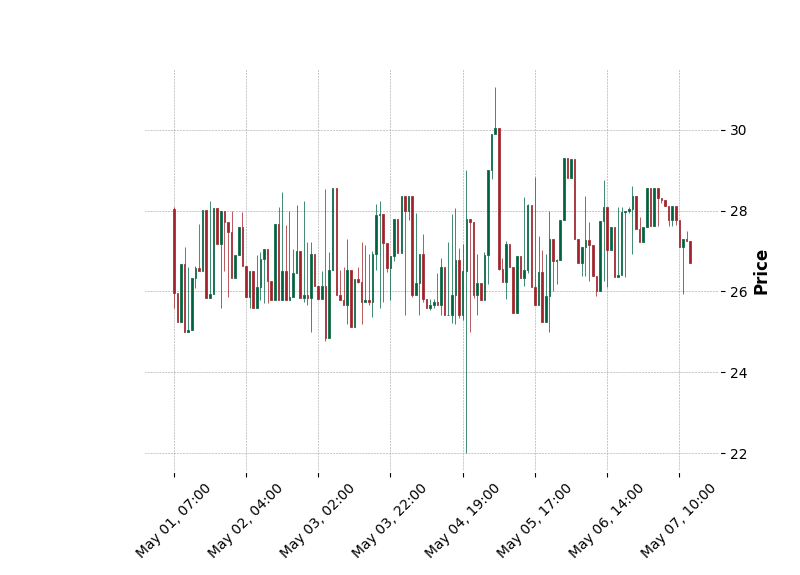 30
28
26
24
22
Price
May 01, 07:00
May 02, 04:00
May 03, 02:00
May 03, 22:00
May 04, 19:00
May 05, 17:00
May 06, 14:00
May 07, 10:00